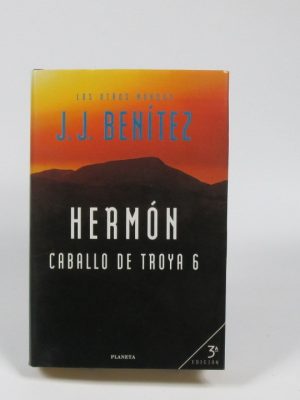 LOS OTROS MUNDOS
J. J. BENÍTEZ
HERMÓN
CABALLO DE TROYA 6
PLANETA
3ª
EDICIÓN